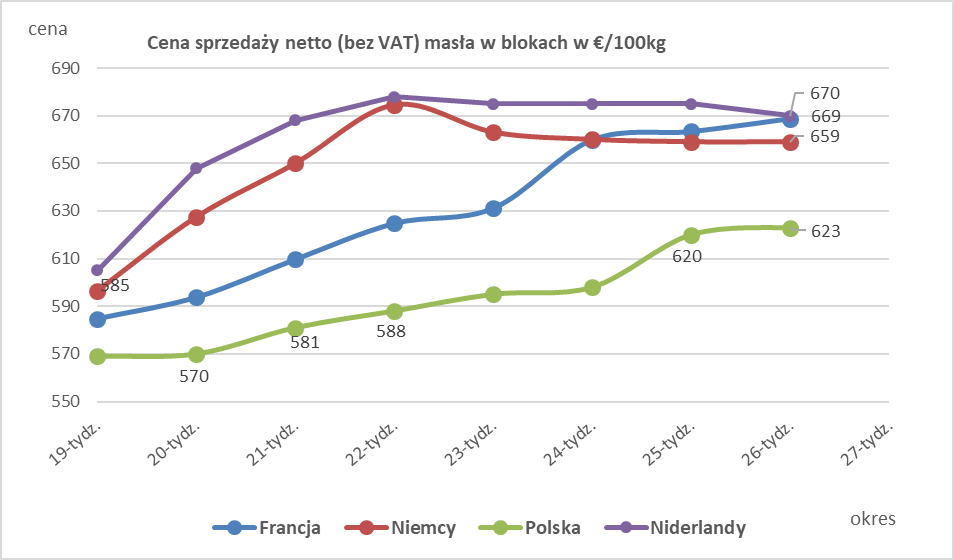 cena
Cena sprzedaży netto (bez VAT) masła w blokach w €/100kg
690
670
650
630
610
590
570
550
670
669
659
623
620
585
588
581
570
19-tydz.
20-tydz.
21-tydz.
22-tydz.
23-tydz.
24-tydz.
25-tydz.
26-tydz.
27-tydz.
okres
Francja
Niemcy
Polska
Niderlandy